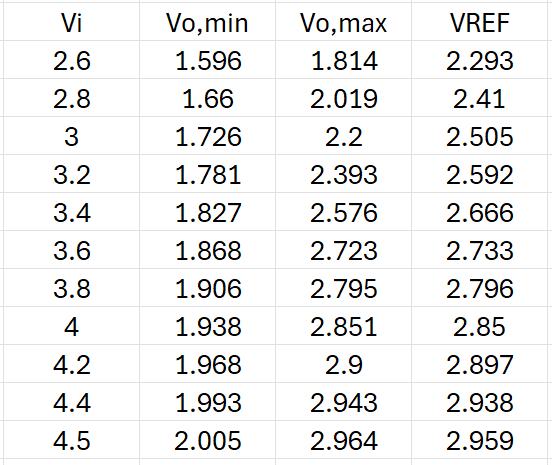 Vi Vo,min Vo,max VREF
2.6 1.596 1.814 2.293
2.8 1.66 2.019 2.41
3 1.726 2.2 2.505
3.2 1.781 2.393 2.592
3.4 1.827 2.576 2.666
3.6 1.868 2.723 2.733
3.8 1.906 2.795 2.796
4 1.938 2.851 2.85
4.2 1.968 2.9 2.897
4.4 1.993 2.943 2.938
4.5 2.005 2.964 2.959